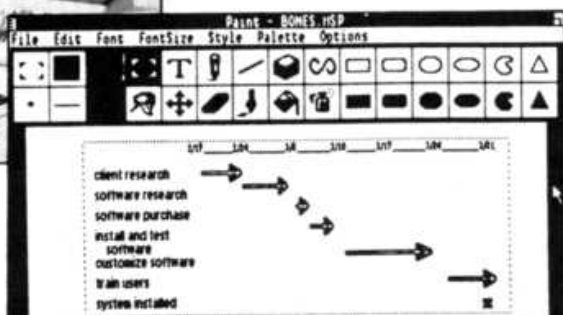 Paint - BONES.MSP
File Edit Font FontSize Style Palette Options
T
client research
software research
software purchase
install and test
software
customize software
train users
system installed